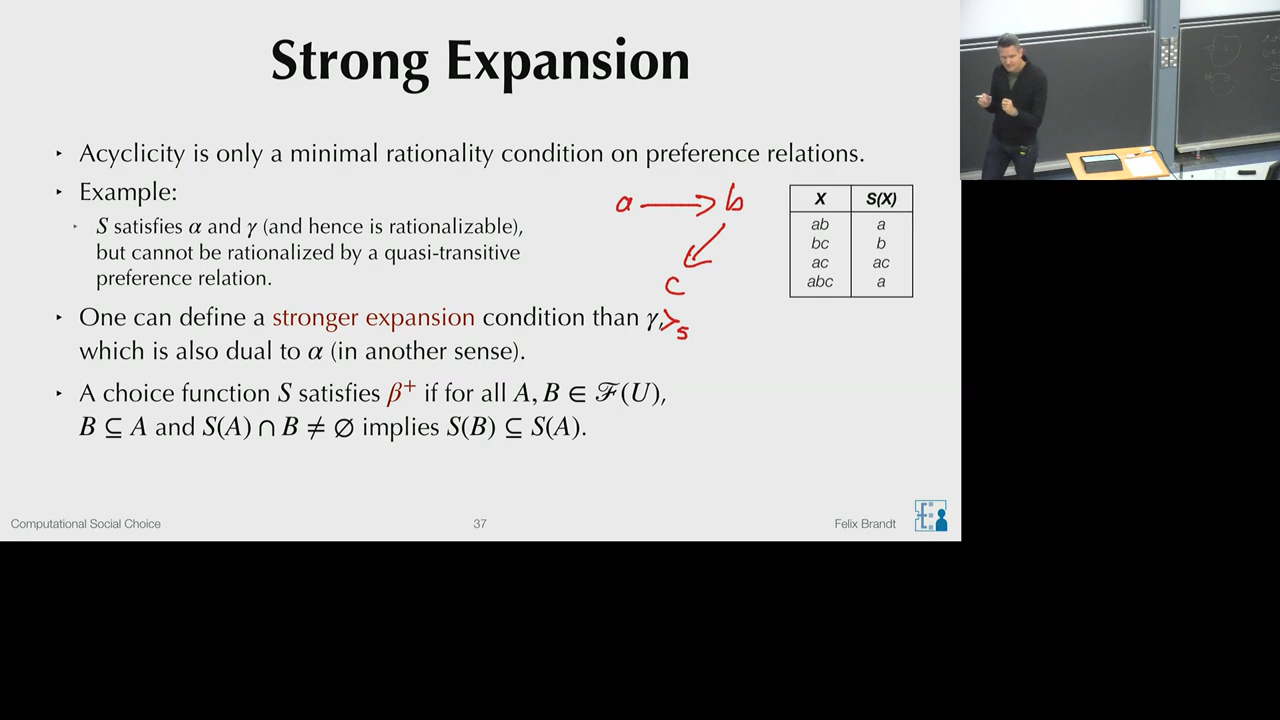 Strong Expansion
‣ Acyclicity is only a minimal rationality condition on preference relations.
‣ Example:
‣ S satisfies α and γ (and hence is rationalizable),
but cannot be rationalized by a quasi-transitive
preference relation.
a → b
c
X S(X)
ab a
bc b
ac ac
abc a
‣ One can define a stronger expansion condition than γ,
≻s
which is also dual to α (in another sense).
‣ A choice function S satisfies β⁺ if for all A, B ∈ ℱ(U),
B ⊆ A and S(A) ∩ B ≠ ∅ implies S(B) ⊆ S(A).
Computational Social Choice 37 Felix Brandt